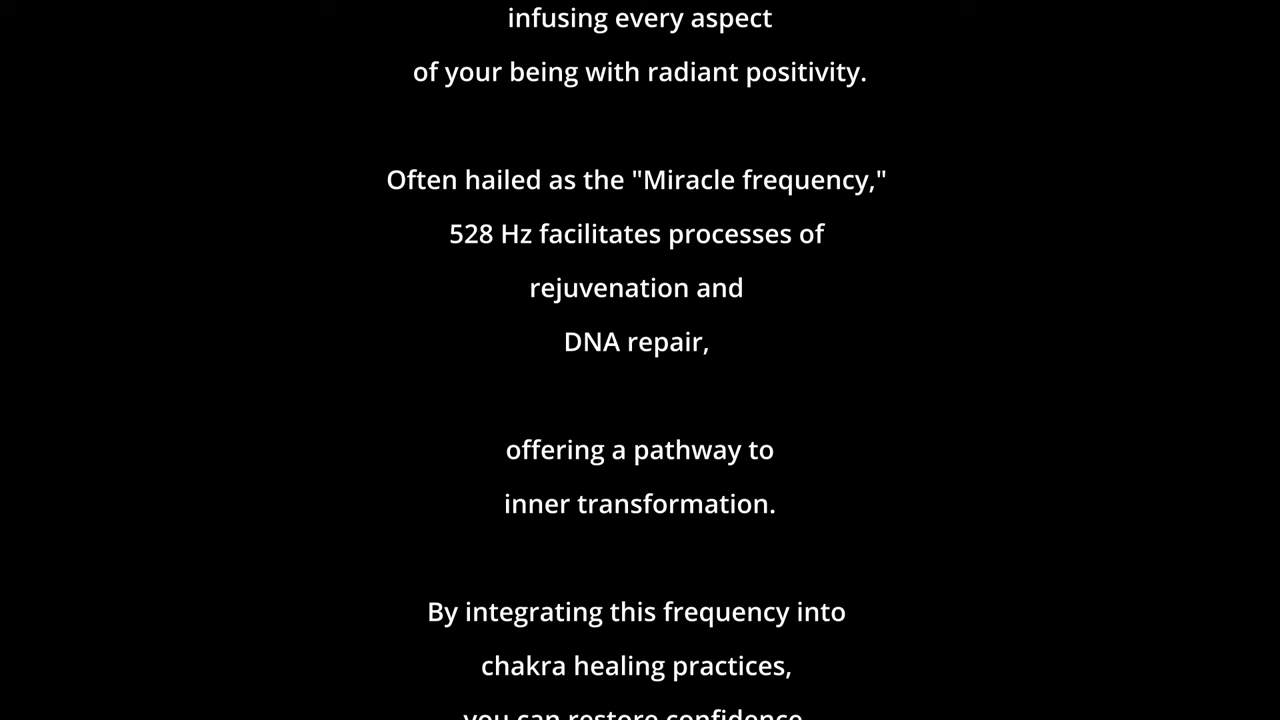 infusing every aspect
of your being with radiant positivity.
Often hailed as the "Miracle frequency,"
528 Hz facilitates processes of
rejuvenation and
DNA repair,
offering a pathway to
inner transformation.
By integrating this frequency into
chakra healing practices,
you can restore confidence